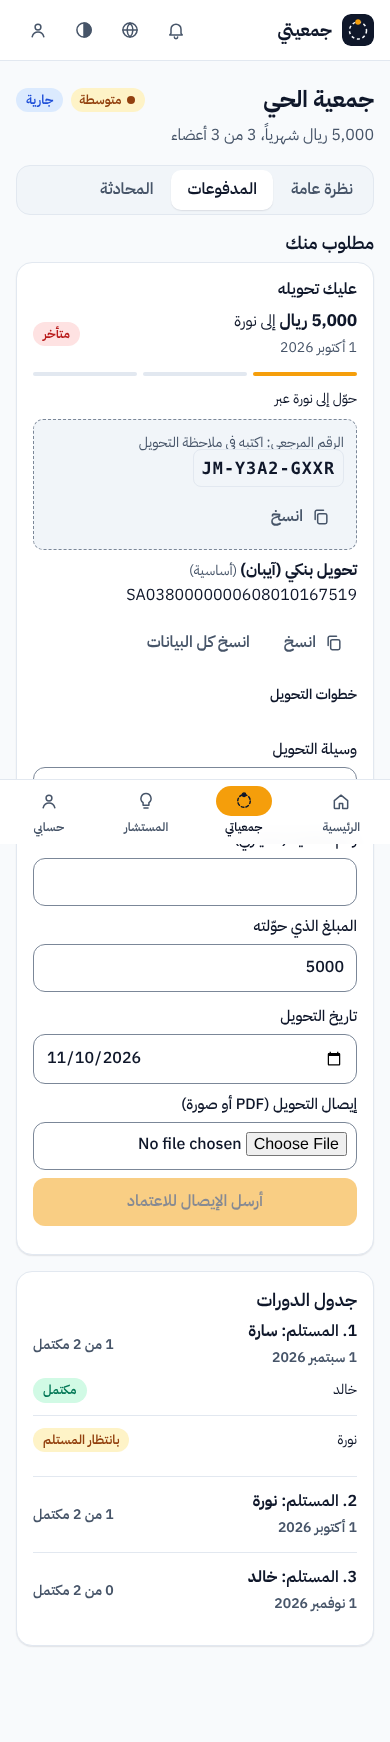 جمعيتي
جمعية الحي
متوسطة
جارية
5,000 ريال شهرياً، 3 من 3 أعضاء
نظرة عامة
المدفوعات
المحادثة
مطلوب منك
عليك تحويله
5,000 ريال إلى نورة
متأخر
1 أكتوبر 2026
حوّل إلى نورة عبر
الرقم المرجعي: اكتبه في ملاحظة التحويل
JM-Y3A2-GXXR
انسخ
تحويل بنكي (آيبان) (أساسية)
SA0380000000608010167519
انسخ
انسخ كل البيانات
خطوات التحويل
وسيلة التحويل
الرئيسية
جمعياتي
المستشار
حسابي
المبلغ الذي حوّلته
5000
تاريخ التحويل
11/10/2026
إيصال التحويل (PDF أو صورة)
Choose File No file chosen
أرسل الإيصال للاعتماد
جدول الدورات
1. المستلم: سارة
1 من 2 مكتمل
1 سبتمبر 2026
خالد
مكتمل
نورة
بانتظار المستلم
2. المستلم: نورة
1 من 2 مكتمل
1 أكتوبر 2026
3. المستلم: خالد
0 من 2 مكتمل
1 نوفمبر 2026